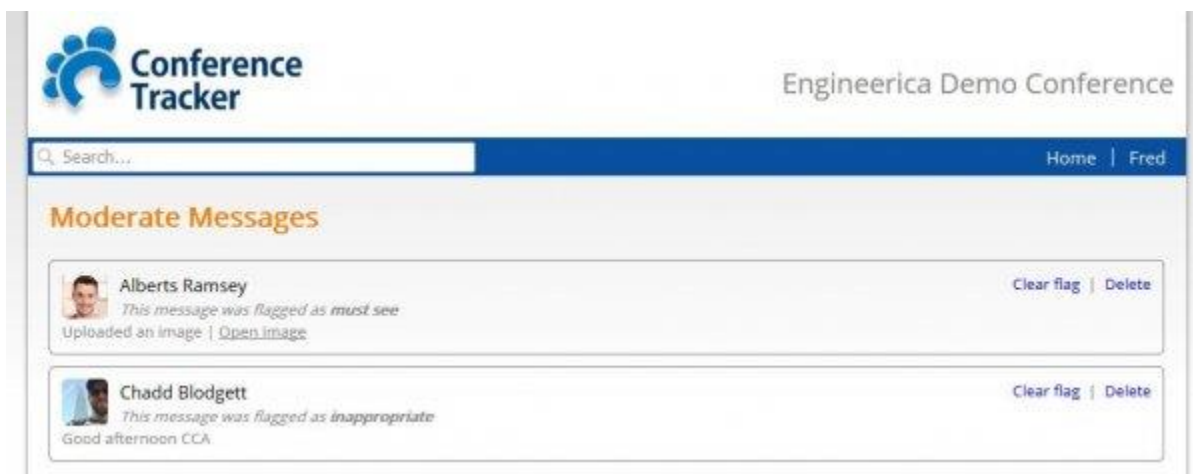 Conference
Tracker
Engineerica Demo Conference
Search...
Home | Fred
Moderate Messages
Alberts Ramsey
Clear flag | Delete
This message was flagged as must see
Uploaded an image | Open image
Chadd Blodgett
Clear flag | Delete
This message was flagged as inappropriate
Good afternoon CCA